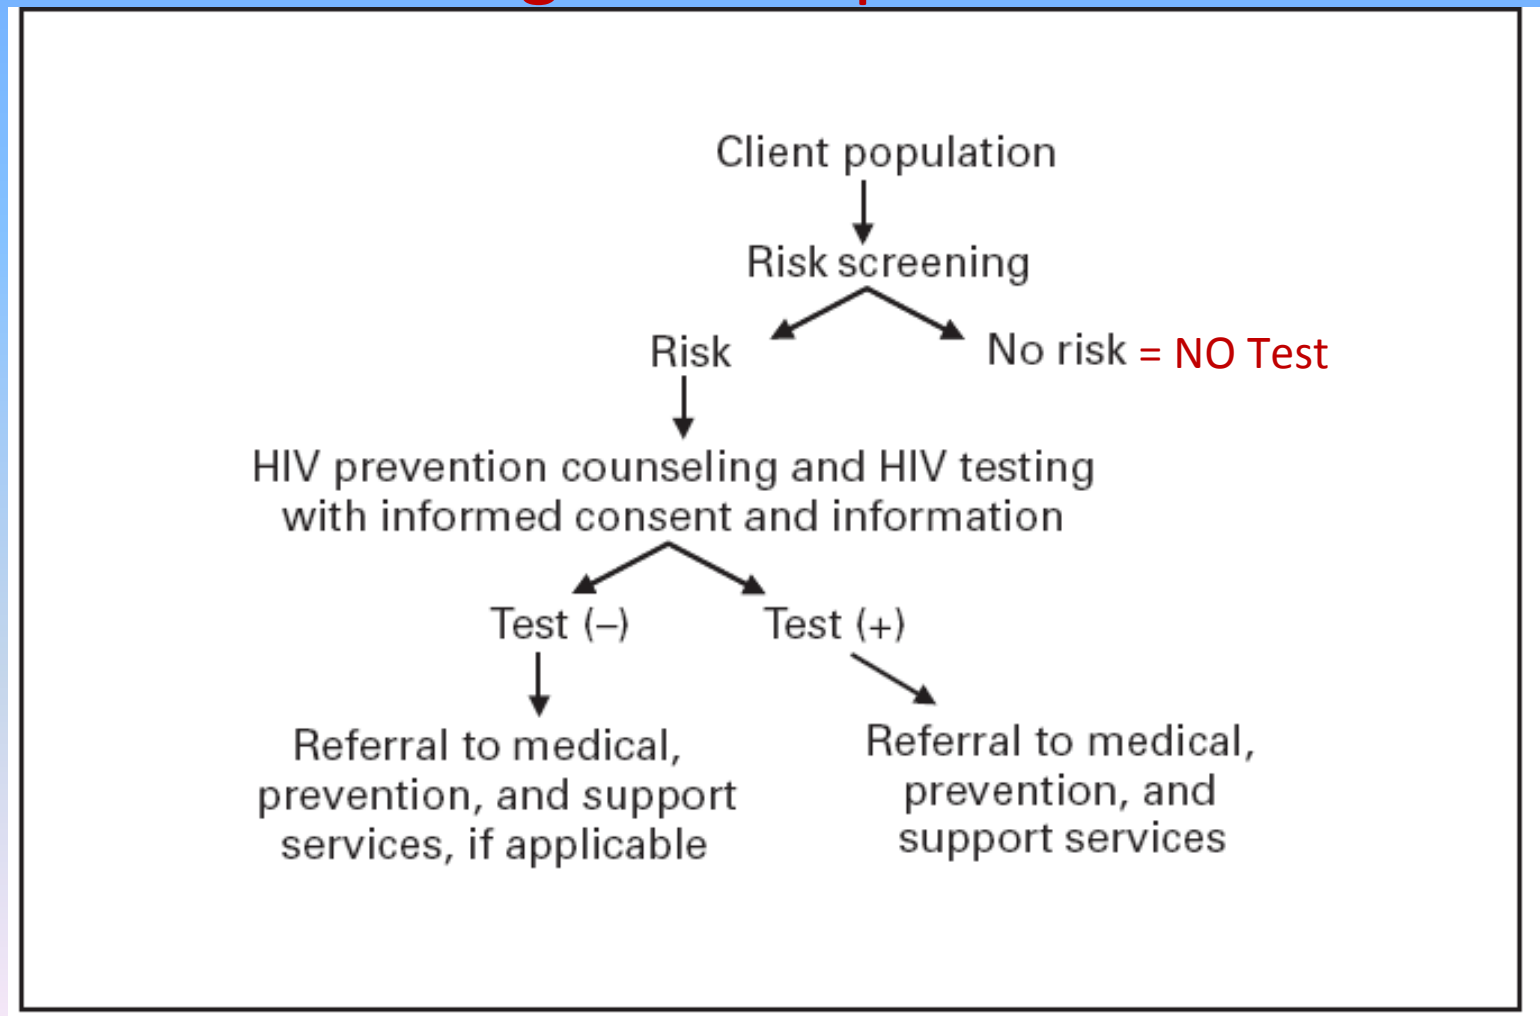 Client population
Risk screening
Risk
No risk = NO Test
HIV prevention counseling and HIV testing
with informed consent and information
Test (–)
Test (+)
Referral to medical,
prevention, and support
services, if applicable
Referral to medical,
prevention, and
support services